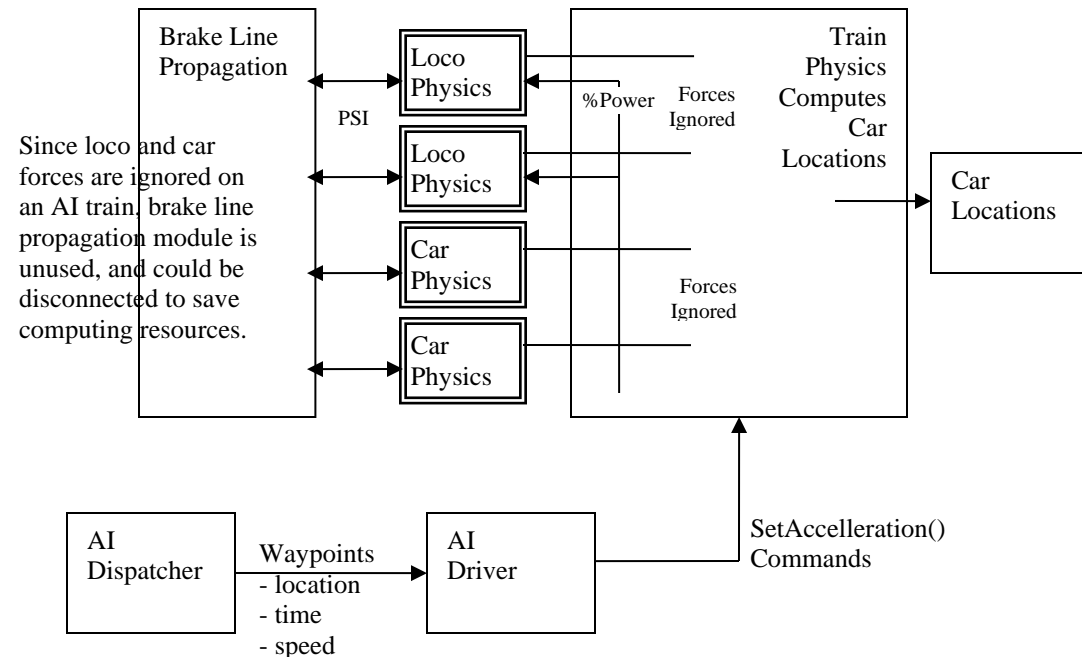 Brake Line
Propagation
Since loco and car
forces are ignored on
an AI train, brake line
propagation module is
unused, and could be
disconnected to save
computing resources.
PSI
Loco
Physics
Loco
Physics
Car
Physics
Car
Physics
%Power
Forces
Ignored
Forces
Ignored
Train
Physics
Computes
Car
Locations
Car
Locations
AI
Dispatcher
Waypoints
- location
- time
- speed
AI
Driver
SetAccelleration()
Commands